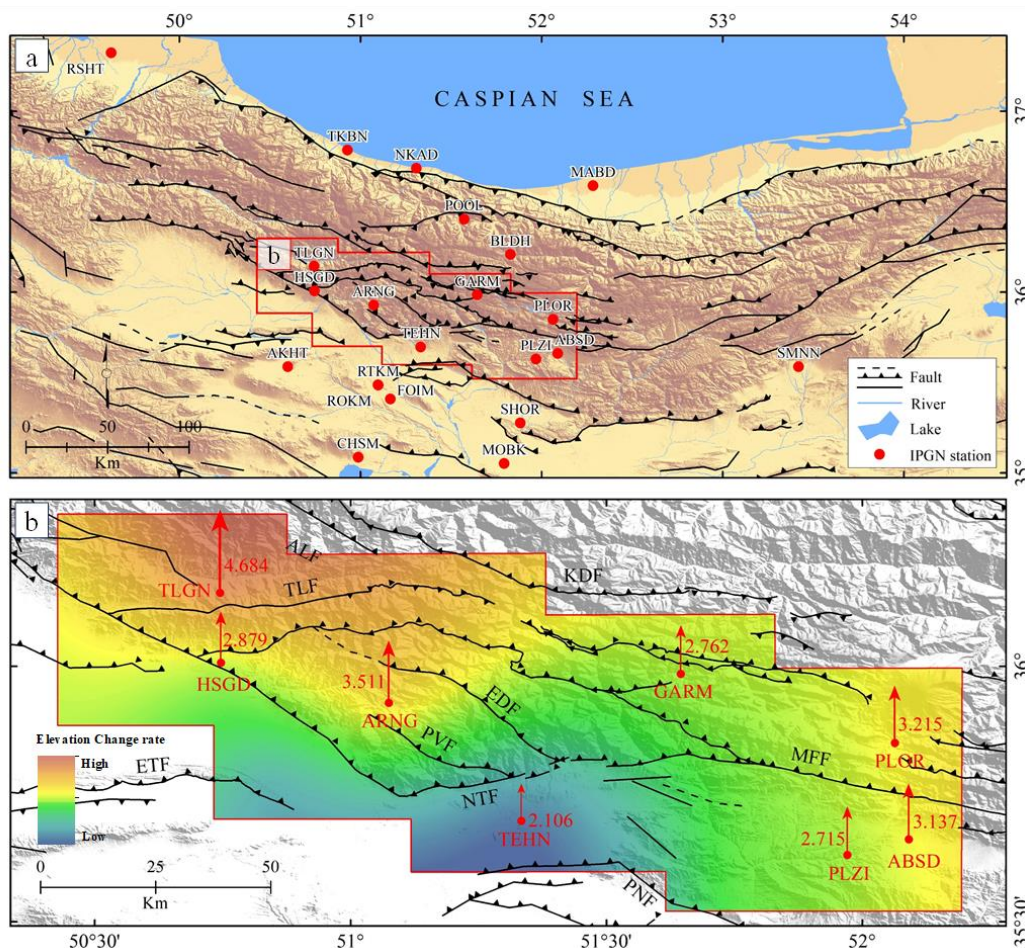 50° 51° 52° 53° 54°
a
RSHT
CASPIAN SEA
37°
TKBN
NKAD
MABD
POOL
BLDH
b
TLGN
HSGD
GARM
36°
ARNG
PLOR
TEHN
ABSD
PLZI
AKHT
SMNN
RTKM
ROKM
FOIM
SHOR
CHSM
MOBK
35°
0 50 100
Km
Fault
River
Lake
IPGN station
b
ALF
4.684
TLGN
TLF
KDF
2.879
2.762
36°
HSGD
3.511
GARM
ARNG
EDF
3.215
PVF
PLOR
MFF
Elevation Change rate
High
Low
ETF
NTF
2.106
3.137
TEHN
2.715
ABSD
PLZI
0 25 50
Km
PNF
35°30'
50°30' 51° 51°30' 52°